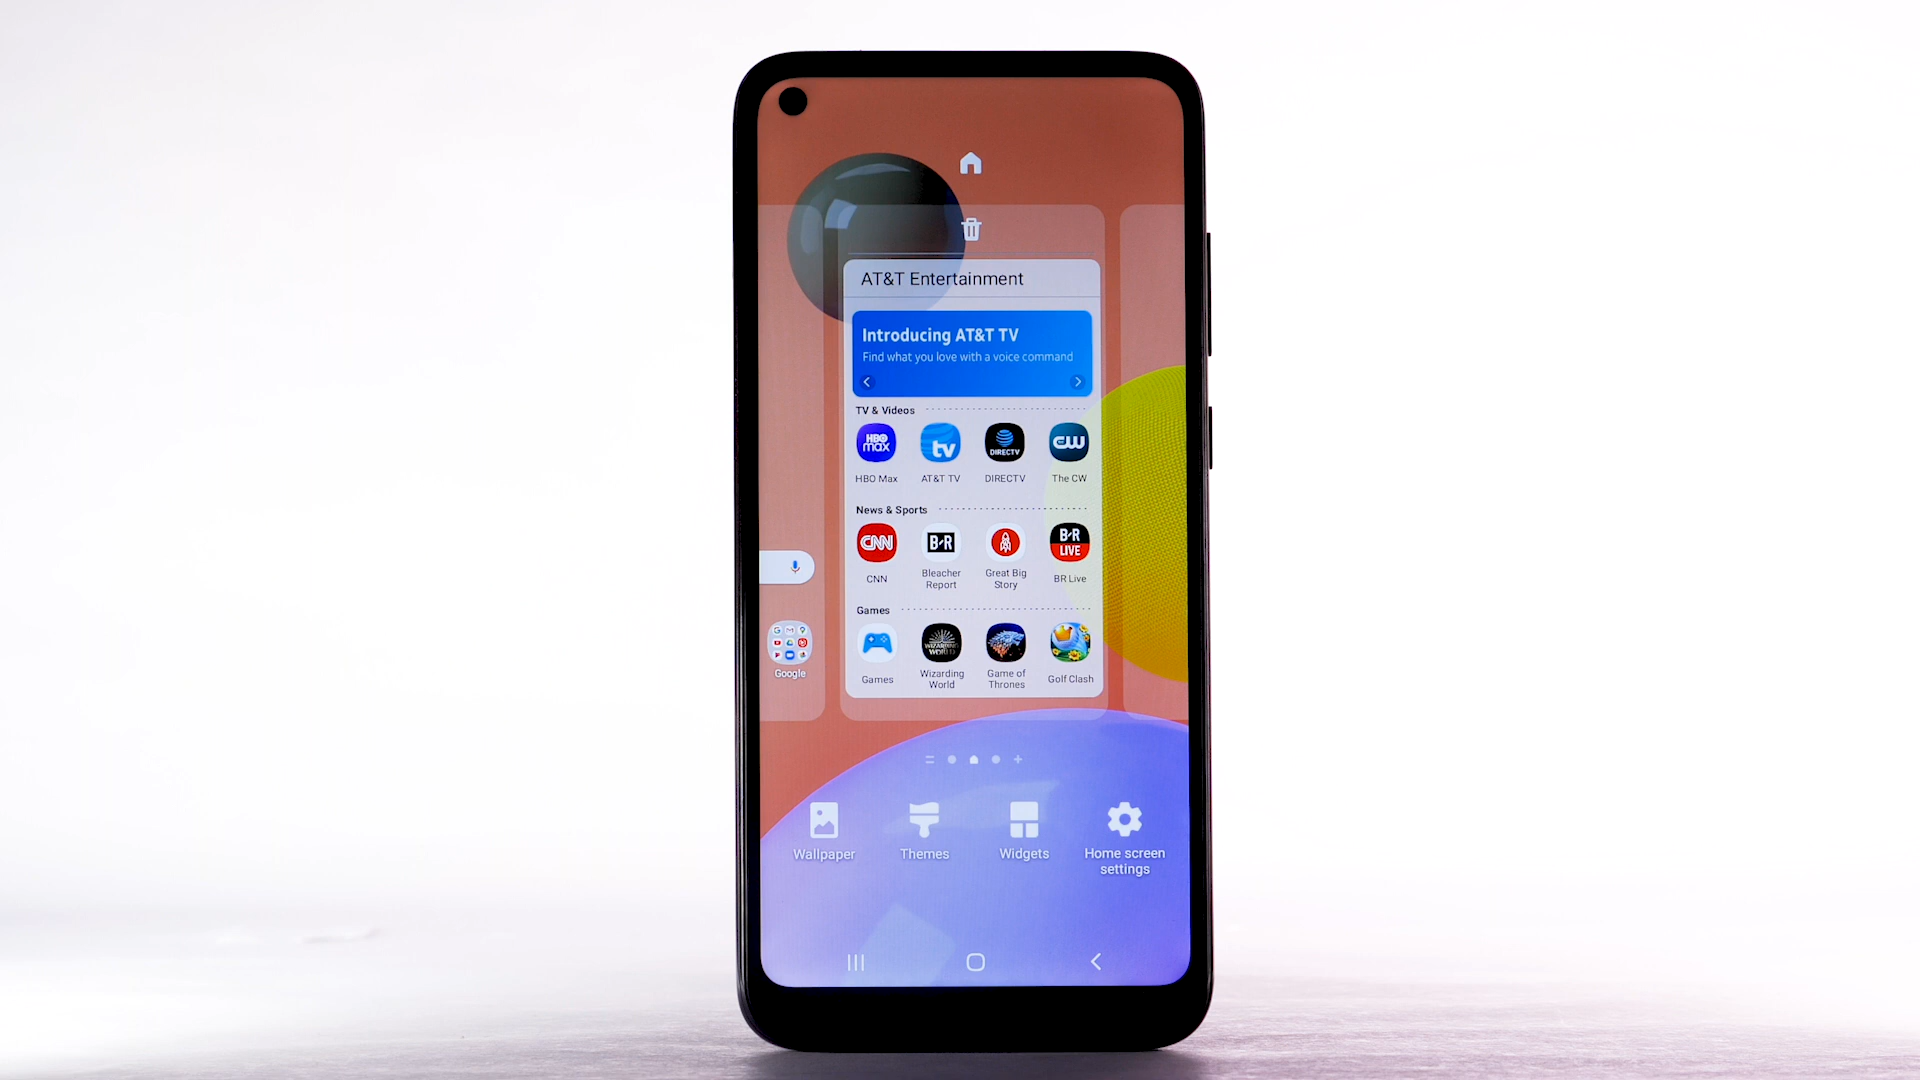 AT&T Entertainment
Introducing AT&T TV
Find what you love with a voice command
TV & Videos
HBO
max
tv
DIRECTV
CW
HBO Max
AT&T TV
DIRECTV
The CW
News & Sports
CNN
B/R
B/R
LIVE
CNN
Bleacher
Report
Great Big
Story
BR Live
Games
WIZARDING
WORLD
Games
Wizarding
World
Game of
Thrones
Golf Clash
Google
Wallpaper
Themes
Widgets
Home screen
settings